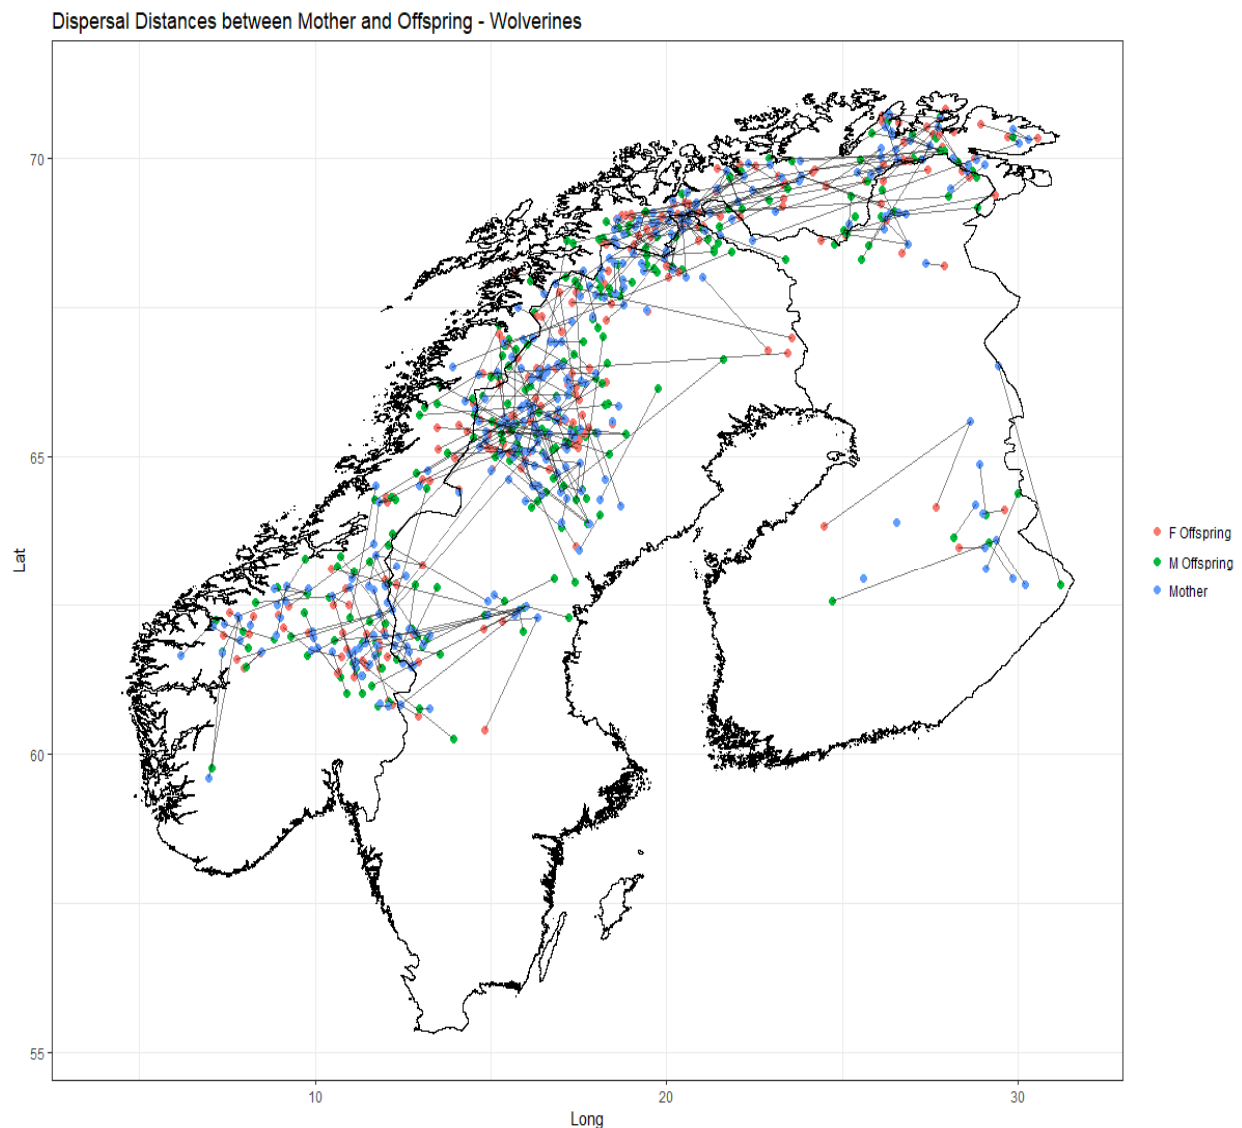 Dispersal Distances between Mother and Offspring - Wolverines
70
65
60
55
Lat
10
20
30
Long
F Offspring
M Offspring
Mother